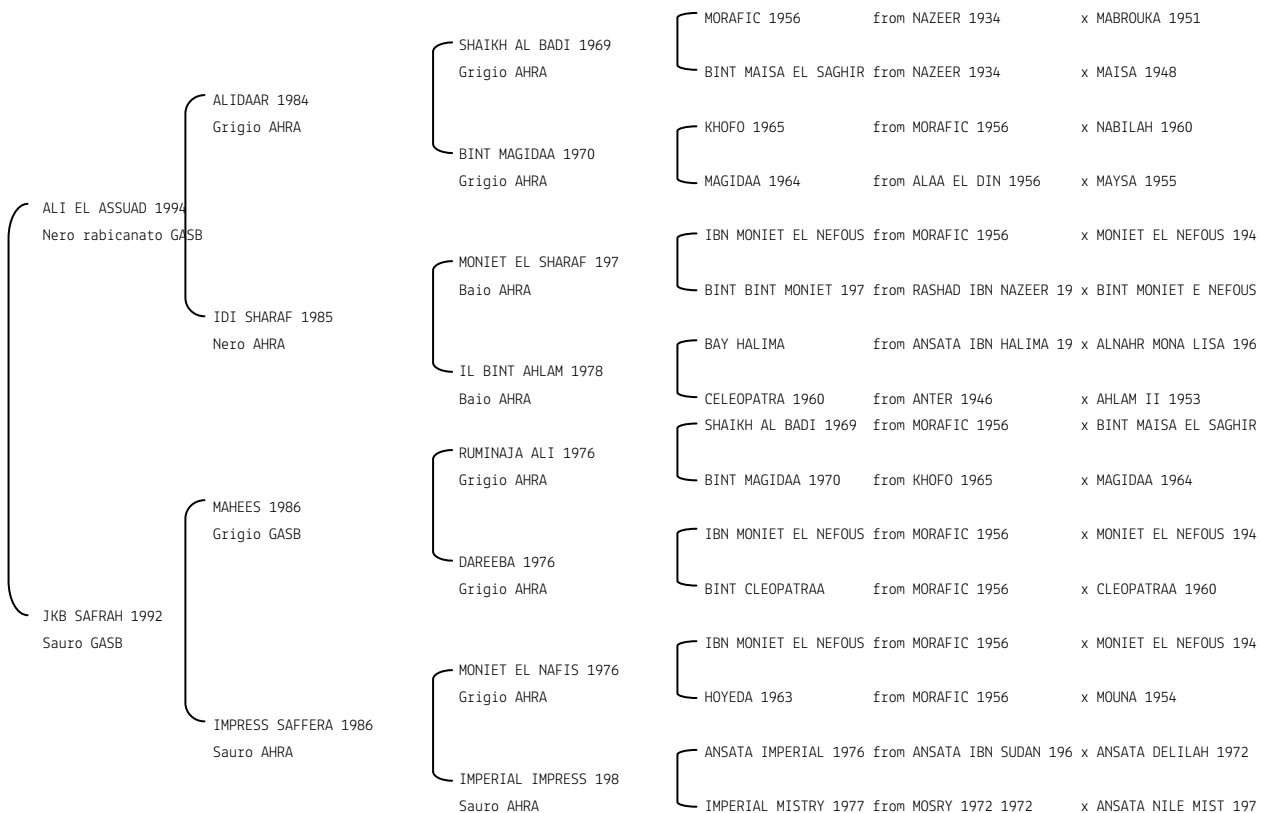 MORAFIC 1956 from NAZEER 1934 x MABROUKA 1951
SHAIKH AL BADI 1969
Grigio AHRA
BINT MAISA EL SAGHIR from NAZEER 1934 x MAISA 1948
ALIDAAR 1984
Grigio AHRA
KHOFO 1965 from MORAFIC 1956 x NABILAH 1960
BINT MAGIDAA 1970
Grigio AHRA
MAGIDAA 1964 from ALAA EL DIN 1956 x MAYSA 1955
ALI EL ASSUAD 1994
Nero rabicanato GASB
IBN MONIET EL NEFOUS from MORAFIC 1956 x MONIET EL NEFOUS 194
MONIET EL SHARAF 197
Baio AHRA
BINT BINT MONIET 197 from RASHAD IBN NAZEER 19 x BINT MONIET E NEFOUS
IDI SHARAF 1985
Nero AHRA
BAY HALIMA from ANSATA IBN HALIMA 19 x ALNAHR MONA LISA 196
IL BINT AHLAM 1978
Baio AHRA
CELEOPATRA 1960 from ANTER 1946 x AHLAM II 1953
SHAIKH AL BADI 1969 from MORAFIC 1956 x BINT MAISA EL SAGHIR
RUMINAJA ALI 1976
Grigio AHRA
BINT MAGIDAA 1970 from KHOFO 1965 x MAGIDAA 1964
MAHEES 1986
Grigio GASB
IBN MONIET EL NEFOUS from MORAFIC 1956 x MONIET EL NEFOUS 194
DAREEBA 1976
Grigio AHRA
BINT CLEOPATRAA from MORAFIC 1956 x CLEOPATRAA 1960
JKB SAFRAH 1992
Sauro GASB
IBN MONIET EL NEFOUS from MORAFIC 1956 x MONIET EL NEFOUS 194
MONIET EL NAFIS 1976
Grigio AHRA
HOYEDA 1963 from MORAFIC 1956 x MOUNA 1954
IMPRESS SAFFERA 1986
Sauro AHRA
ANSATA IMPERIAL 1976 from ANSATA IBN SUDAN 196 x ANSATA DELILAH 1972
IMPERIAL IMPRESS 198
Sauro AHRA
IMPERIAL MISTRY 1977 from MOSRY 1972 1972 x ANSATA NILE MIST 197